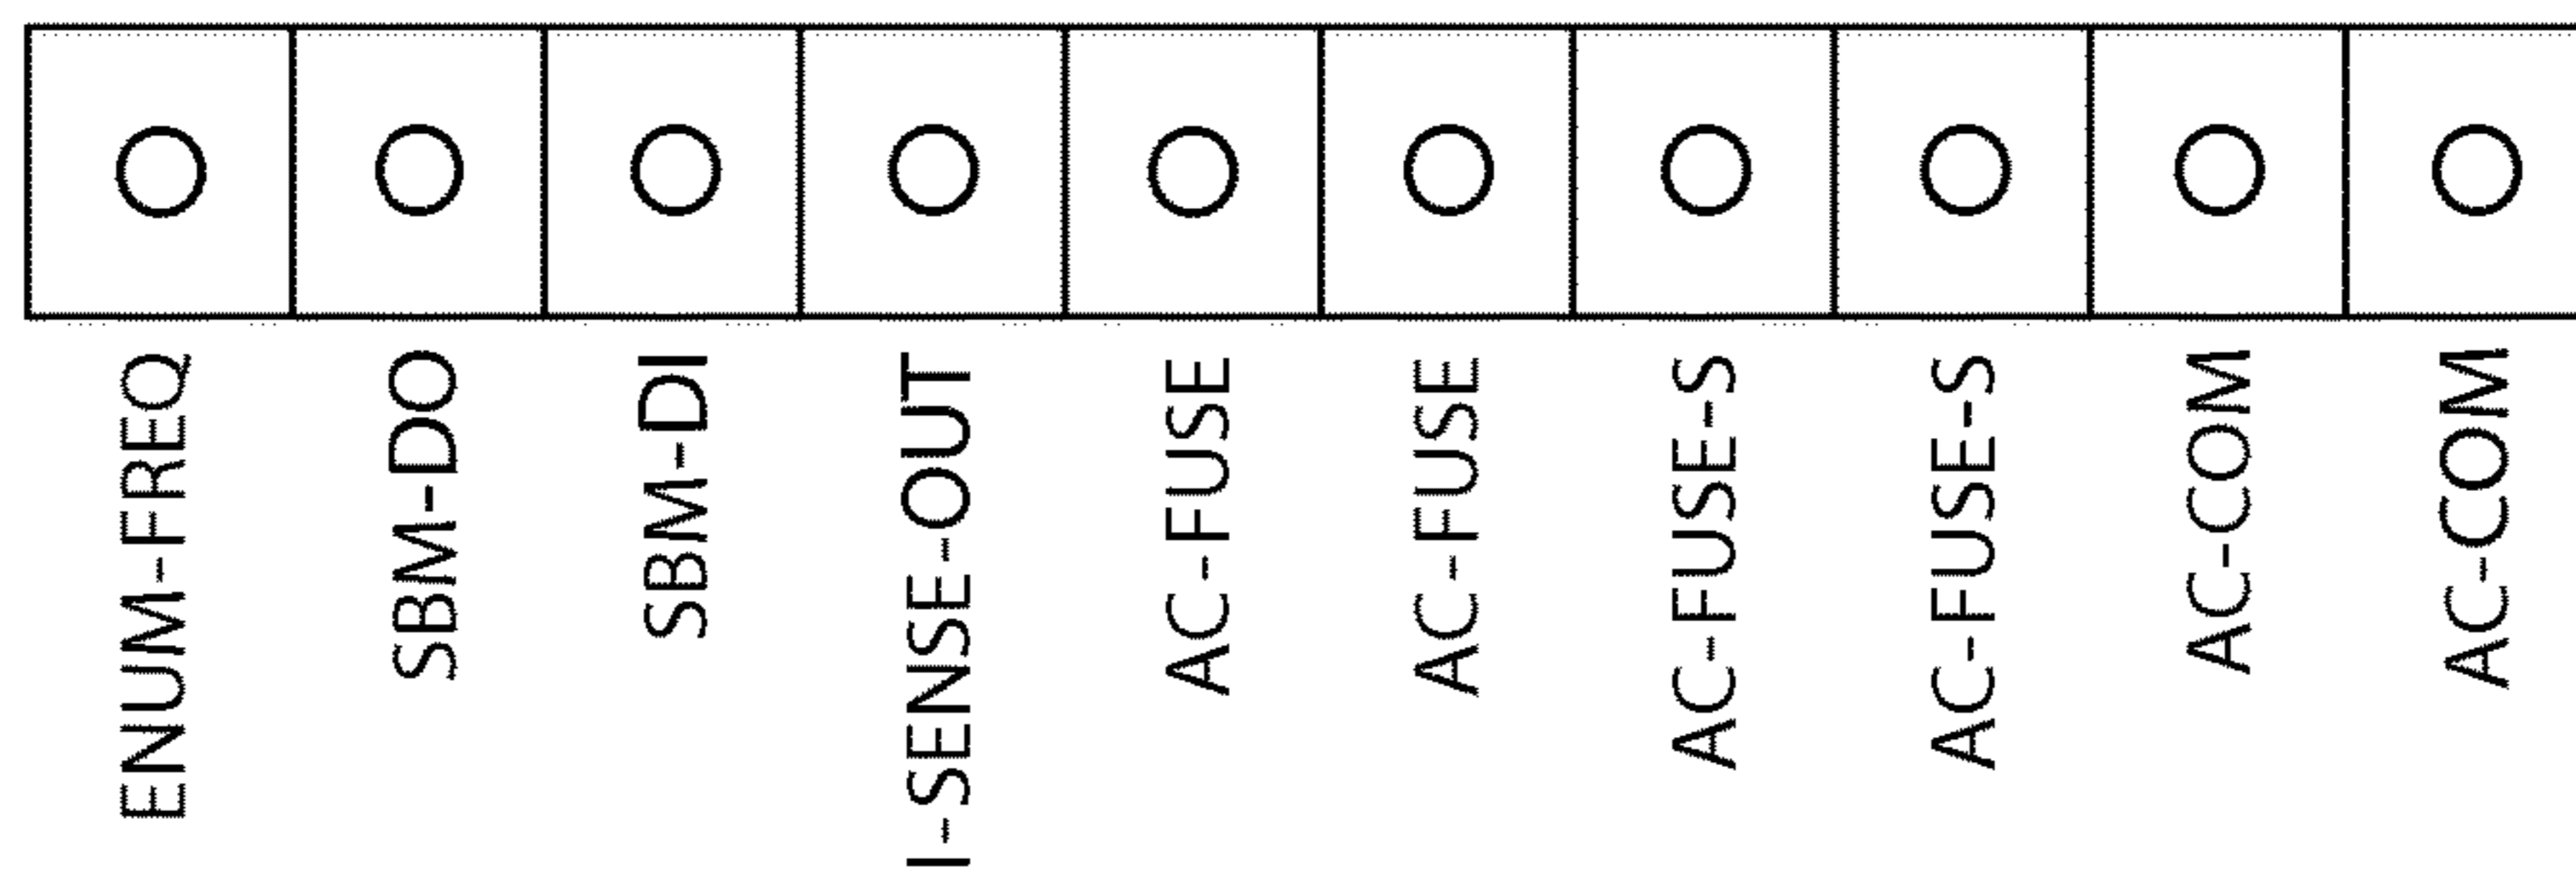 ENUM-FREQ
SBM-DO
SBM-DI
I-SENSE-OUT
AC-FUSE
AC-FUSE
AC-FUSE-S
AC-FUSE-S
AC-COM
AC-COM